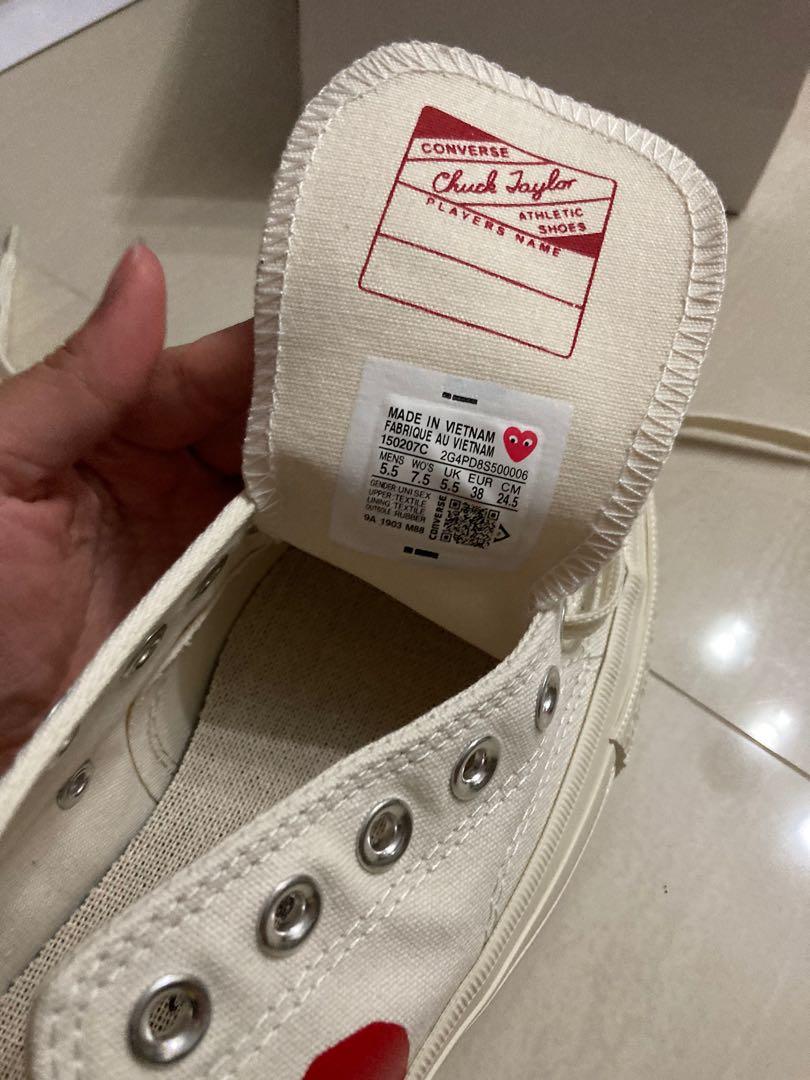 CONVERSE
Chuck Taylor
ATHLETIC
SHOES
PLAYERS NAME
MADE IN VIETNAM
FABRIQUE AU VIETNAM
150207C 2G4PD8S500006
MENS WO'S UK EUR CM
5.5 7.5 5.5 38 24.5
GENDER: UNISEX
UPPER: TEXTILE
LINING: TEXTILE
OUTSOLE: RUBBER
9A 1903 M88
CONVERSE